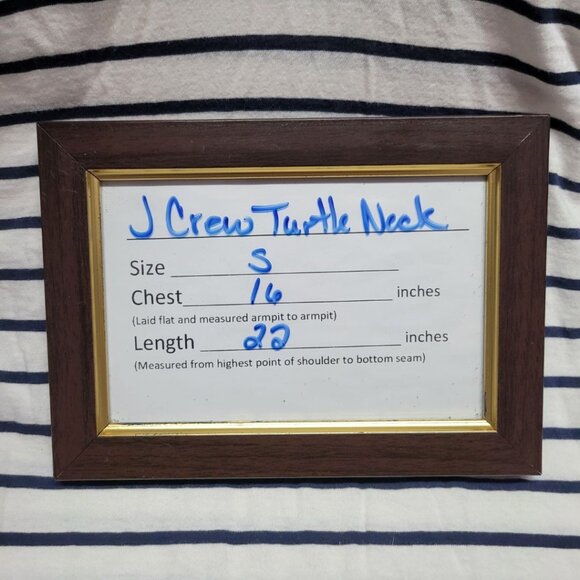 J Crew Turtle Neck
Size S
Chest 16 inches
(Laid flat and measured armpit to armpit)
Length 22 inches
(Measured from highest point of shoulder to bottom seam)